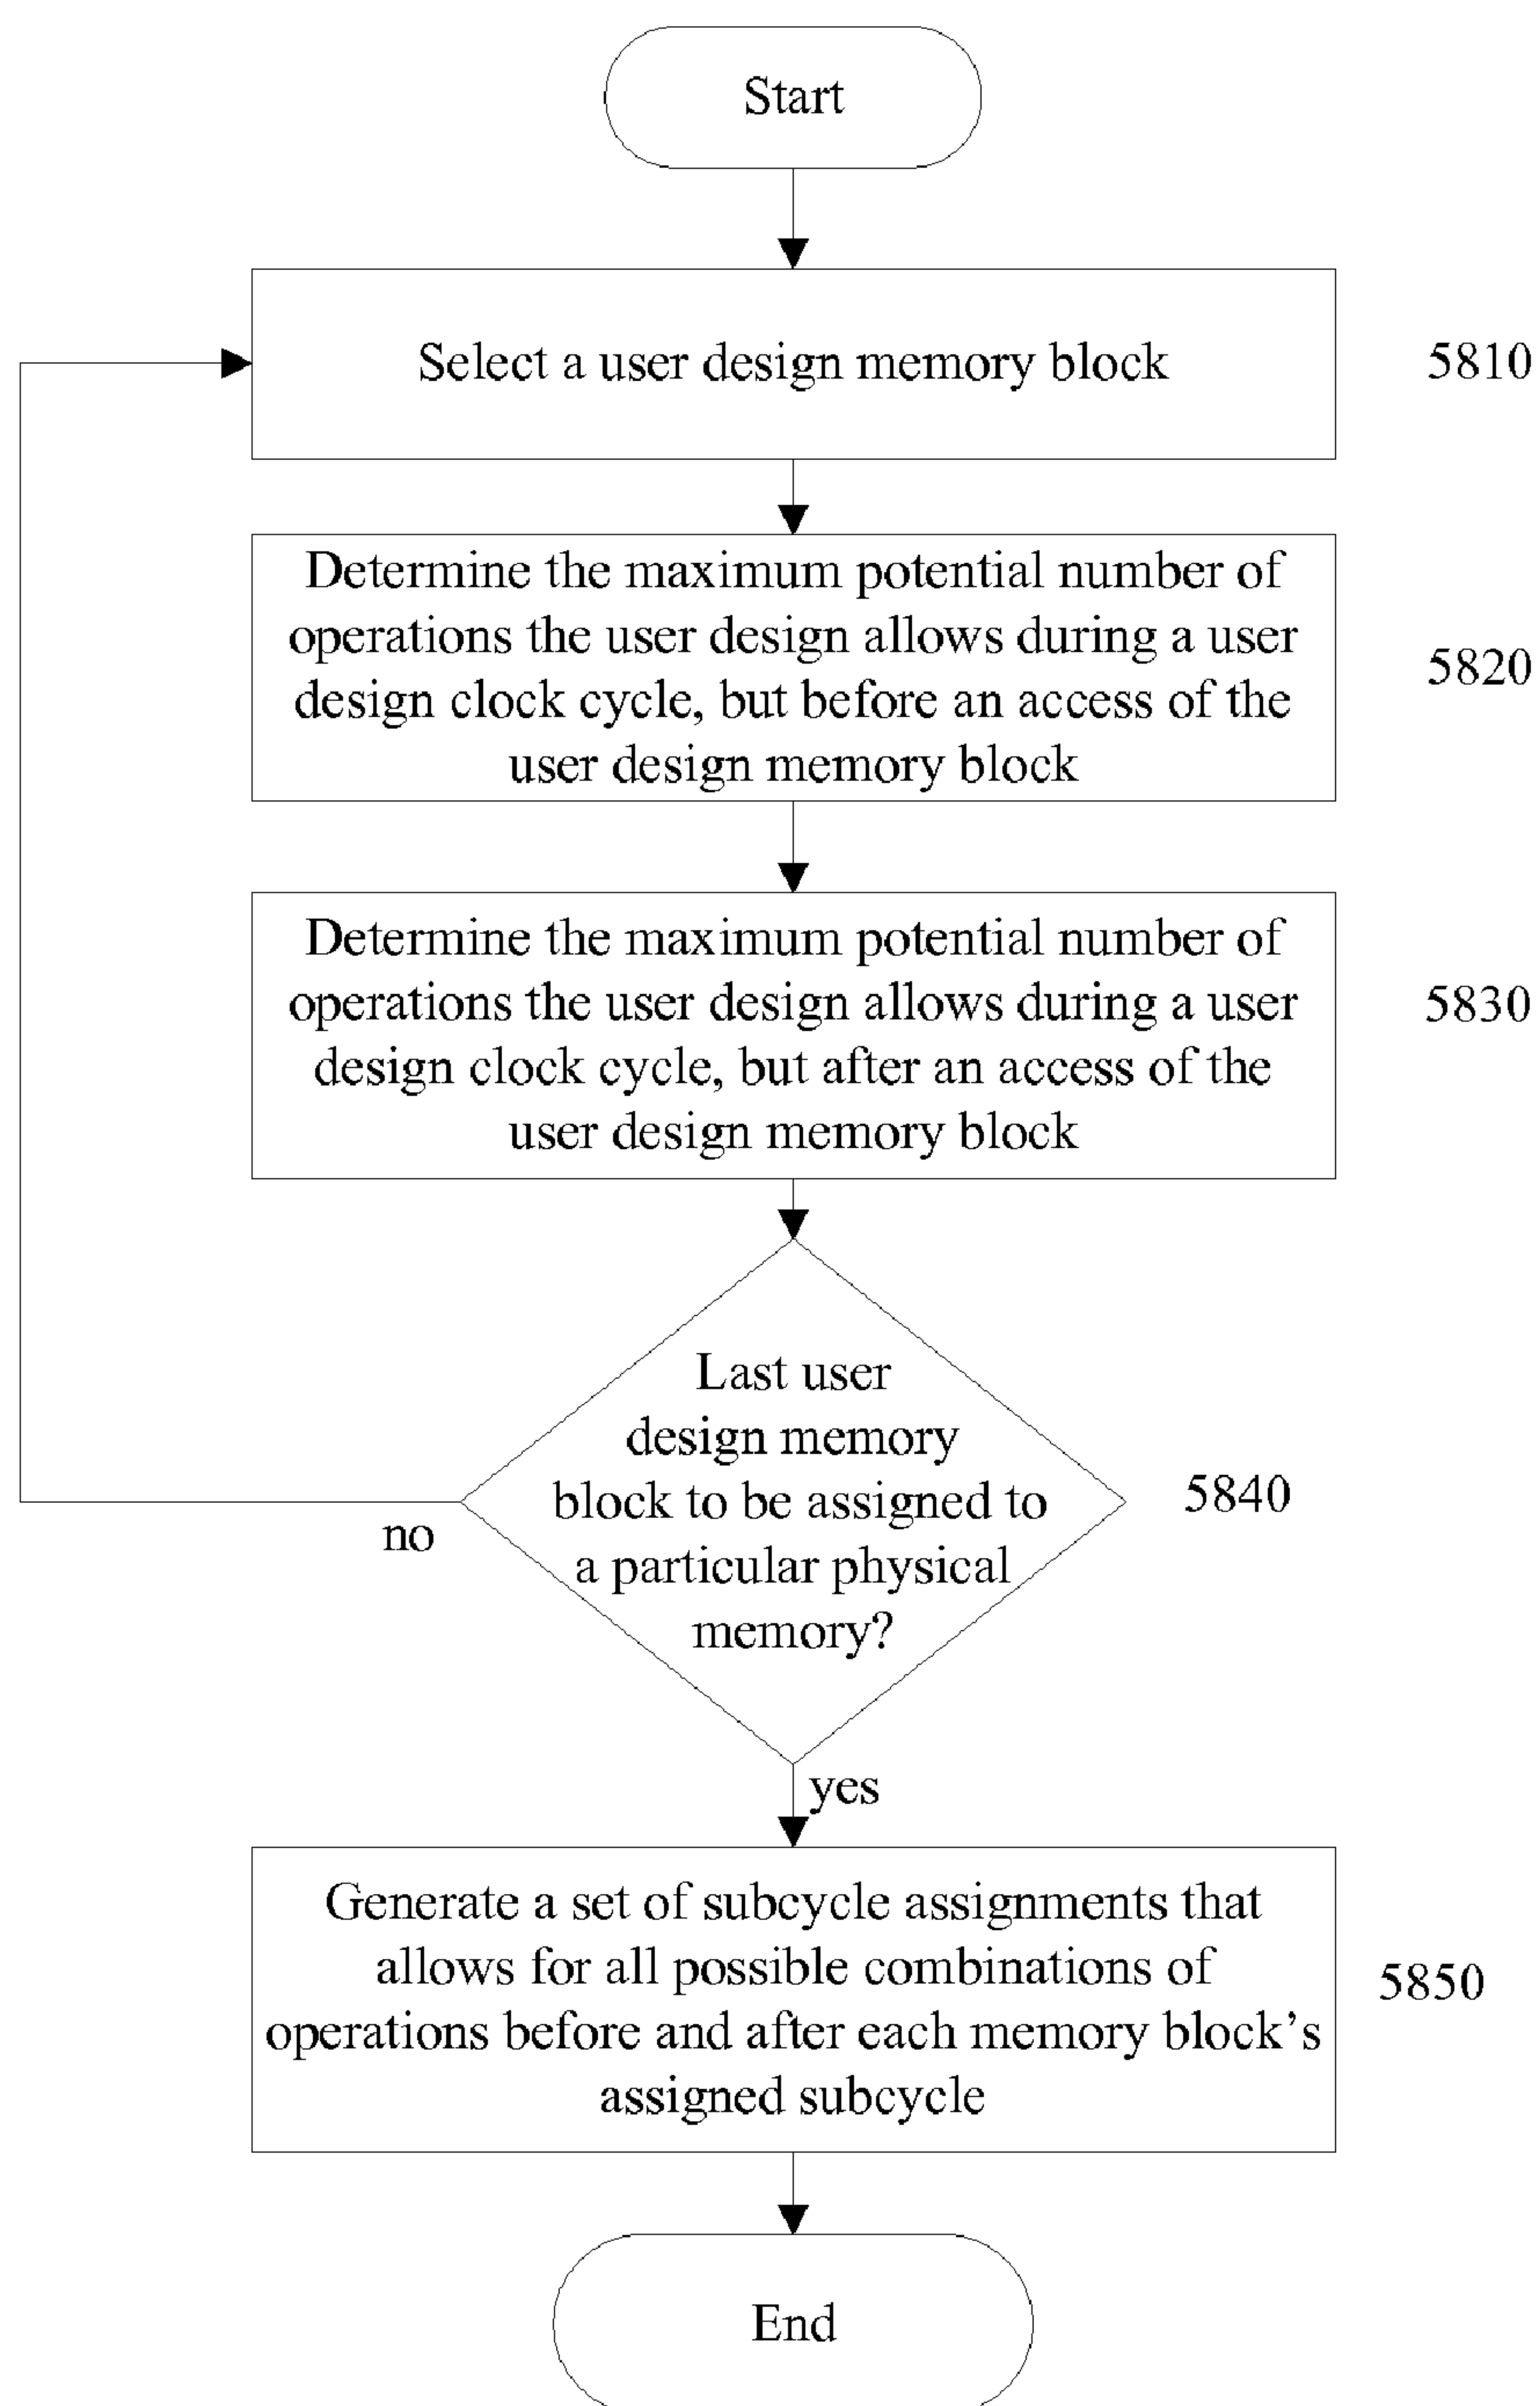 Start
Select a user design memory block
5810
Determine the maximum potential number of
operations the user design allows during a user
design clock cycle, but before an access of the
user design memory block
5820
Determine the maximum potential number of
operations the user design allows during a user
design clock cycle, but after an access of the
user design memory block
5830
Last user
design memory
block to be assigned to
a particular physical
memory?
5840
no
yes
Generate a set of subcycle assignments that
allows for all possible combinations of
operations before and after each memory block’s
assigned subcycle
5850
End